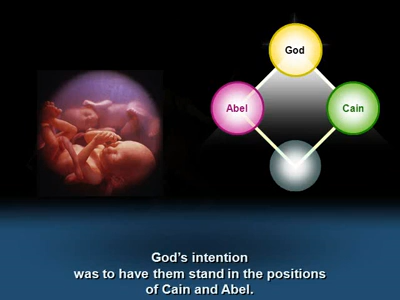 God
Abel
Cain
God's intention
was to have them stand in the positions
of Cain and Abel.